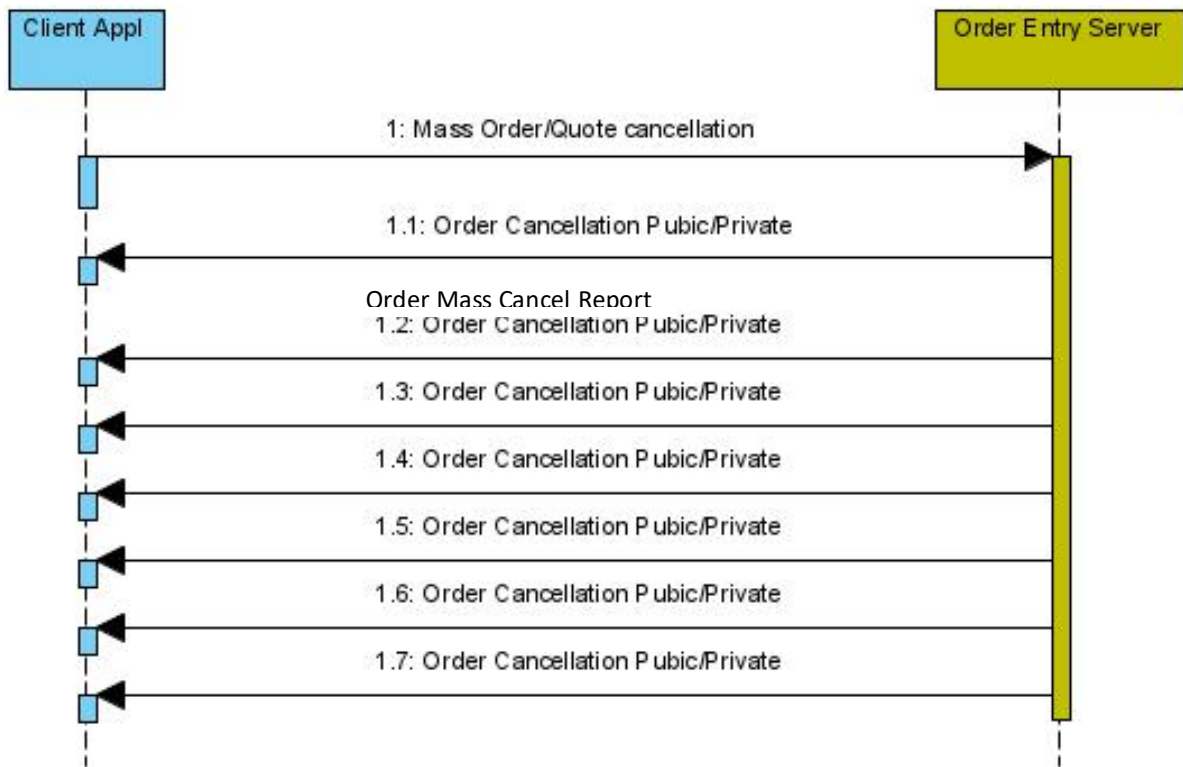 Client Appl
Order Entry Server
1: Mass Order/Quote cancellation
1.1: Order Cancellation Pubic/Private
Order Mass Cancel Report
1.2: Order Cancellation Pubic/Private
1.3: Order Cancellation Pubic/Private
1.4: Order Cancellation Pubic/Private
1.5: Order Cancellation Pubic/Private
1.6: Order Cancellation Pubic/Private
1.7: Order Cancellation Pubic/Private